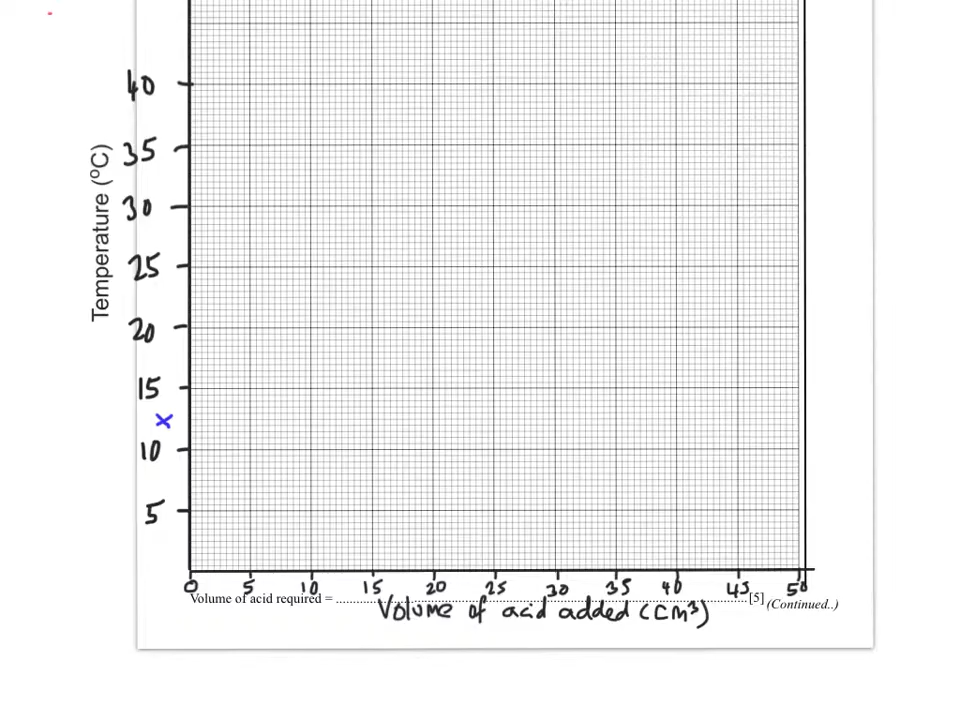 40
35
Temperature (°C)
30
25
20
15
x
10
5
0 5 10 15 20 25 30 35 40 45 50
Volume of acid required = ........................ [5] (Continued..)
Volume of acid added (cm³)